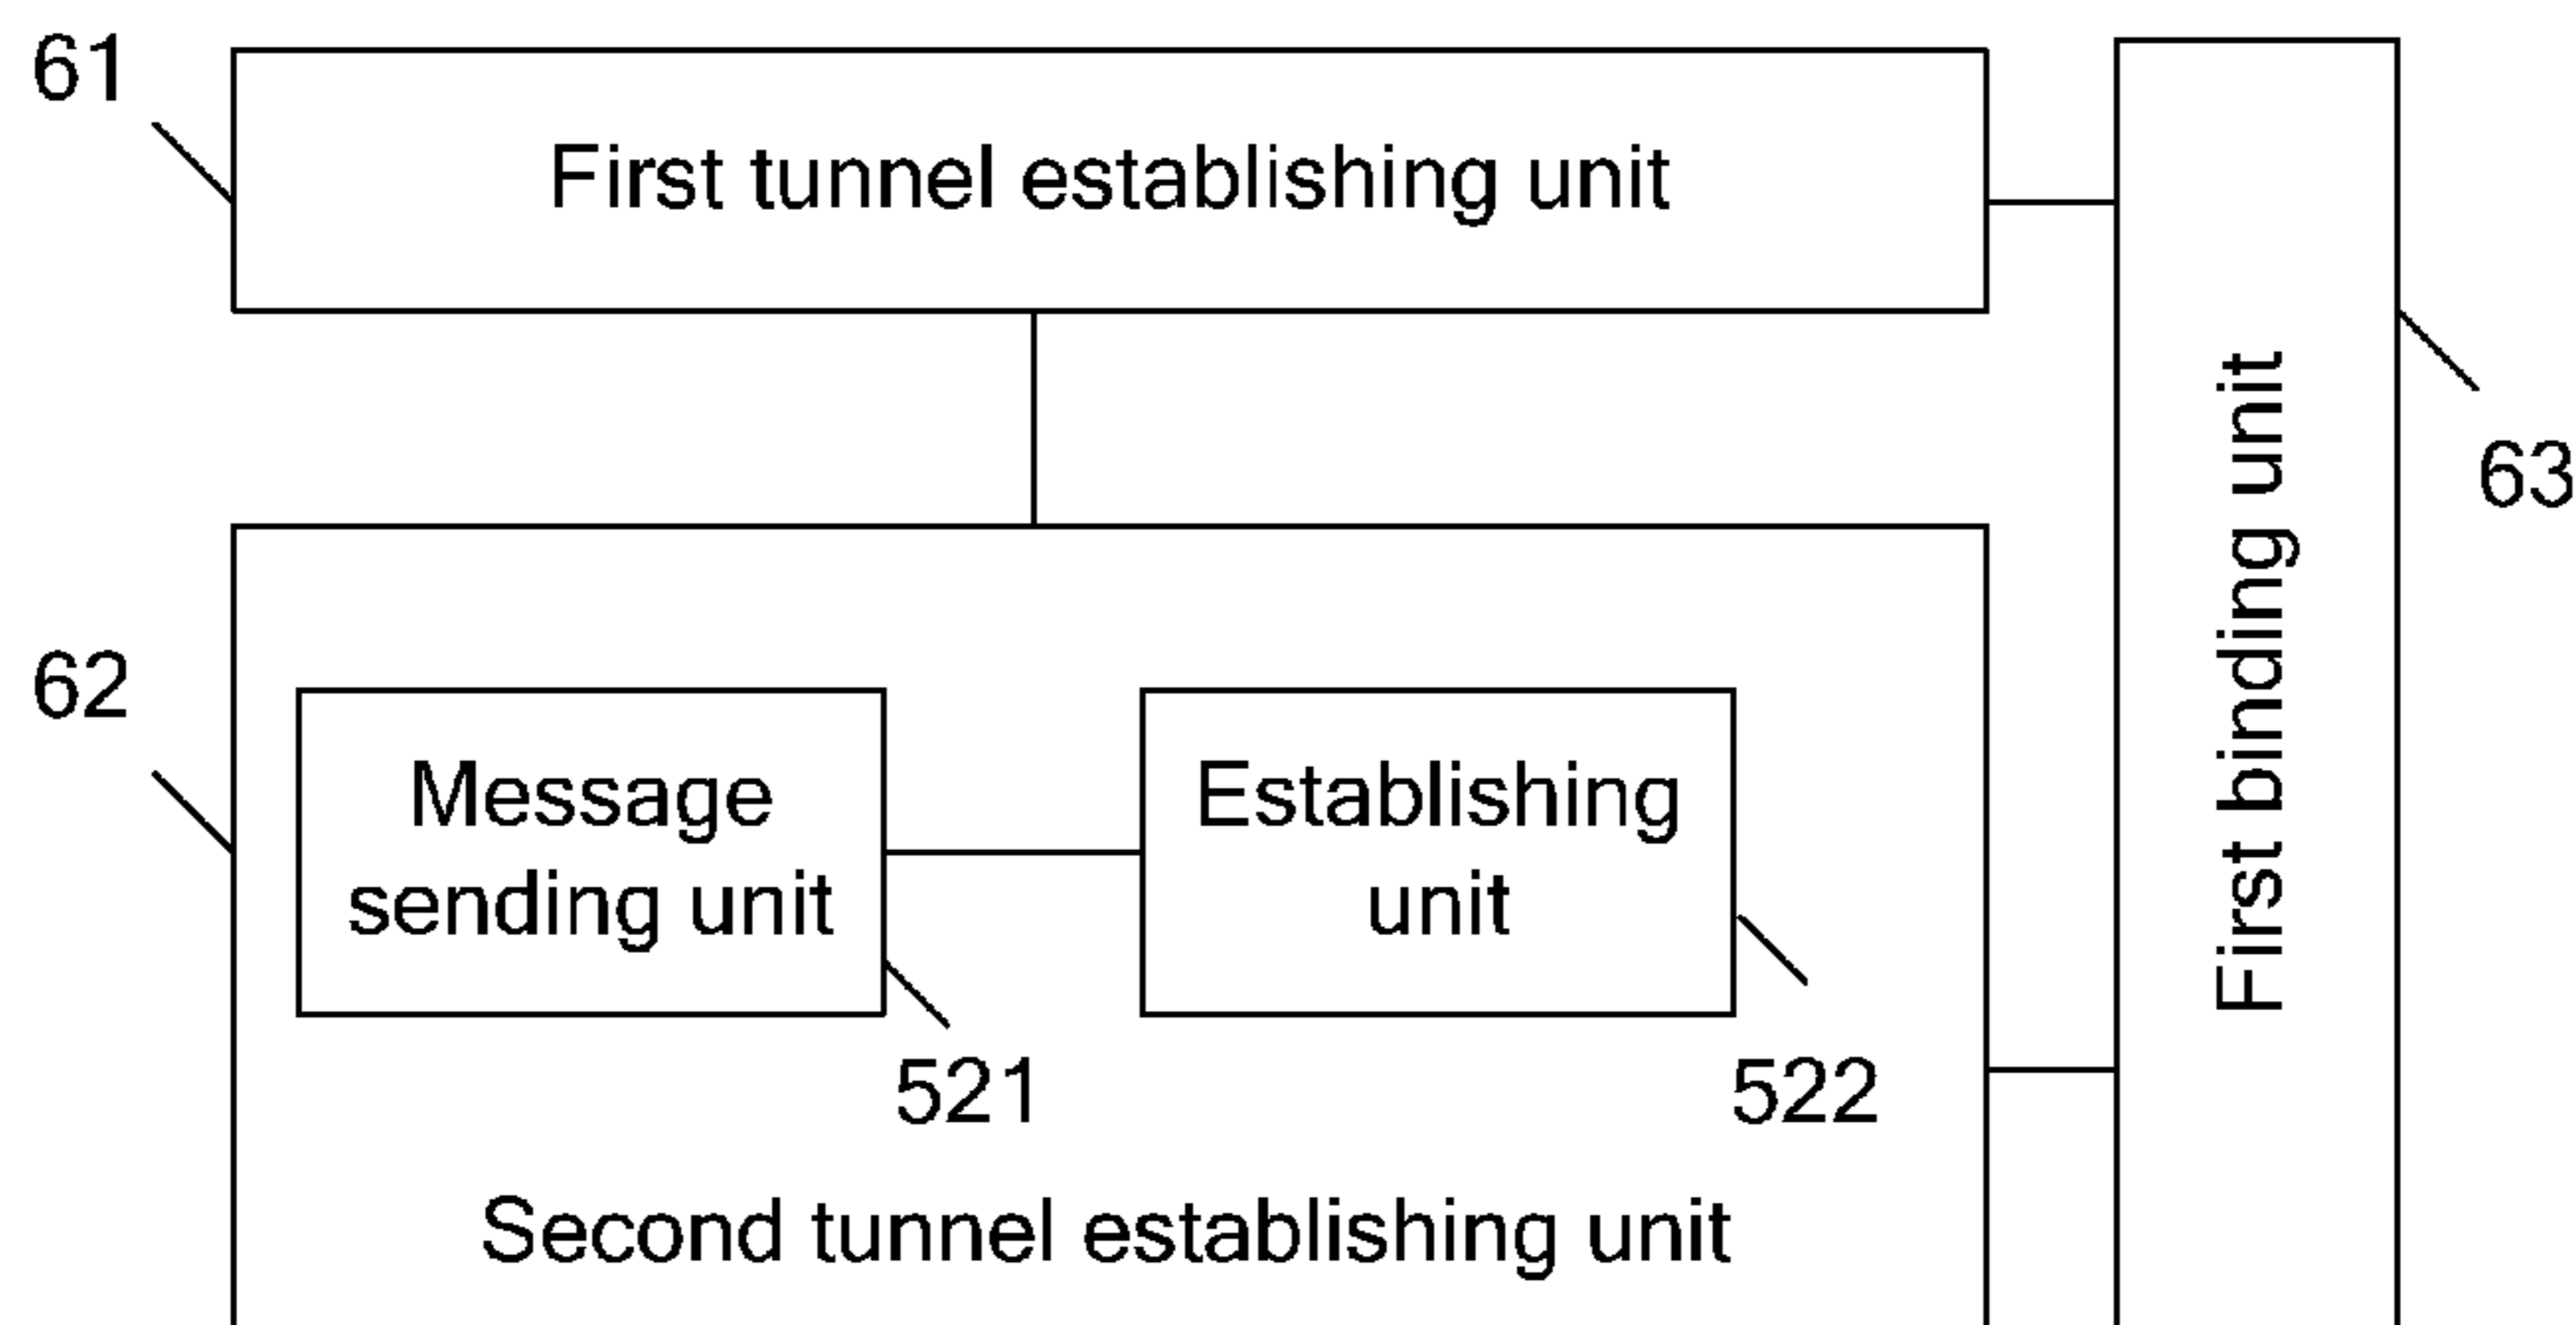 61
First tunnel establishing unit
First binding unit
63
62
Message
sending unit
Establishing
unit
521
522
Second tunnel establishing unit